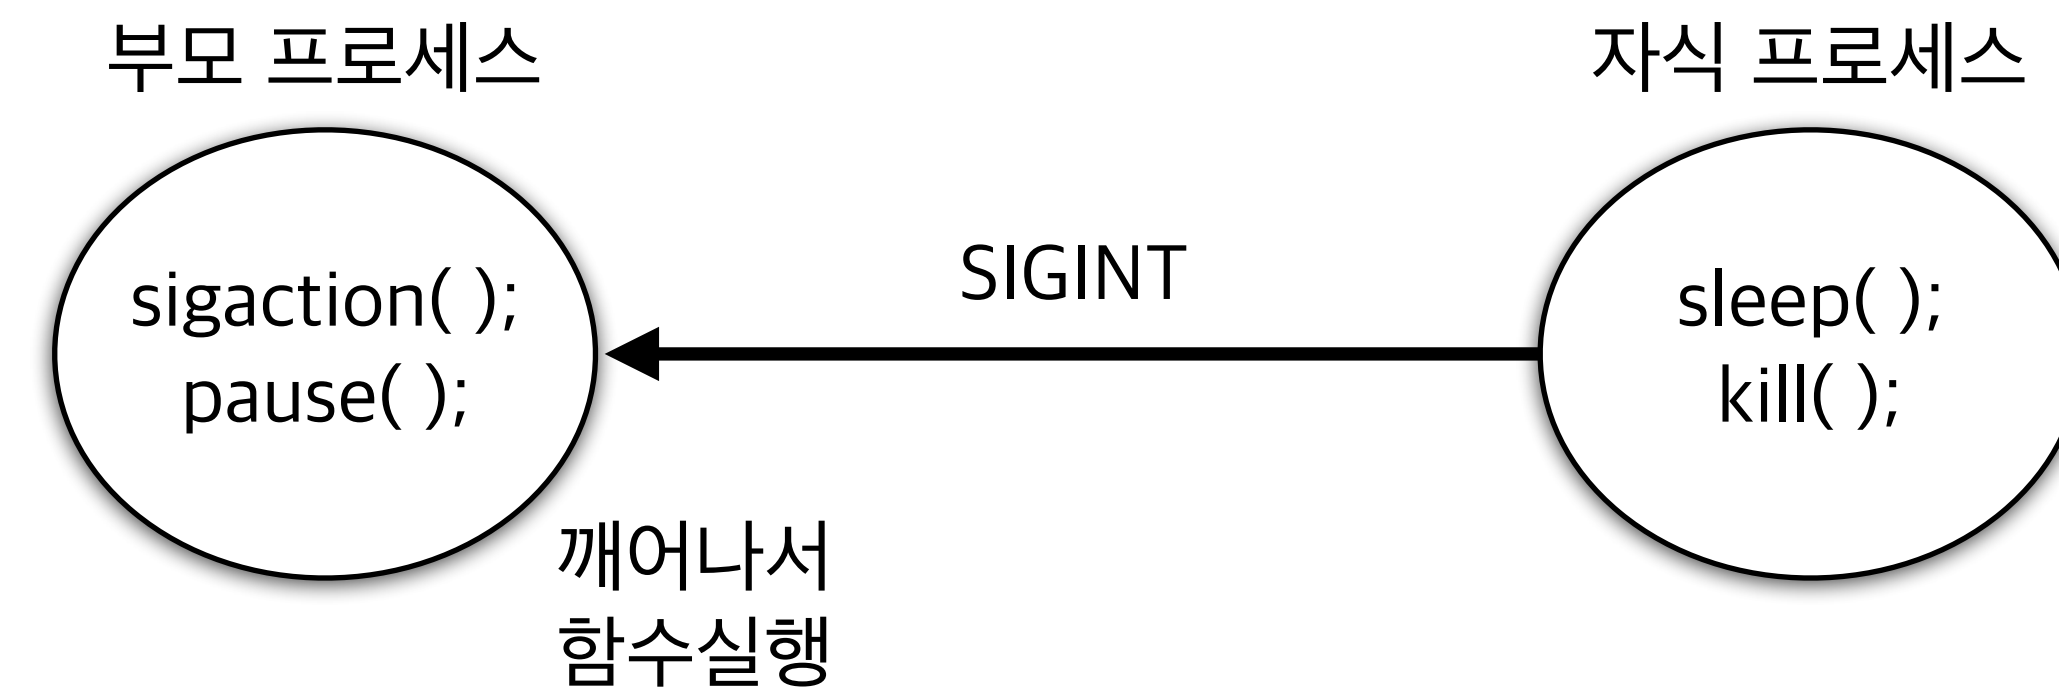 부모 프로세스
자식 프로세스
sigaction( );
pause( );
SIGINT
sleep( );
kill( );
깨어나서
함수실행